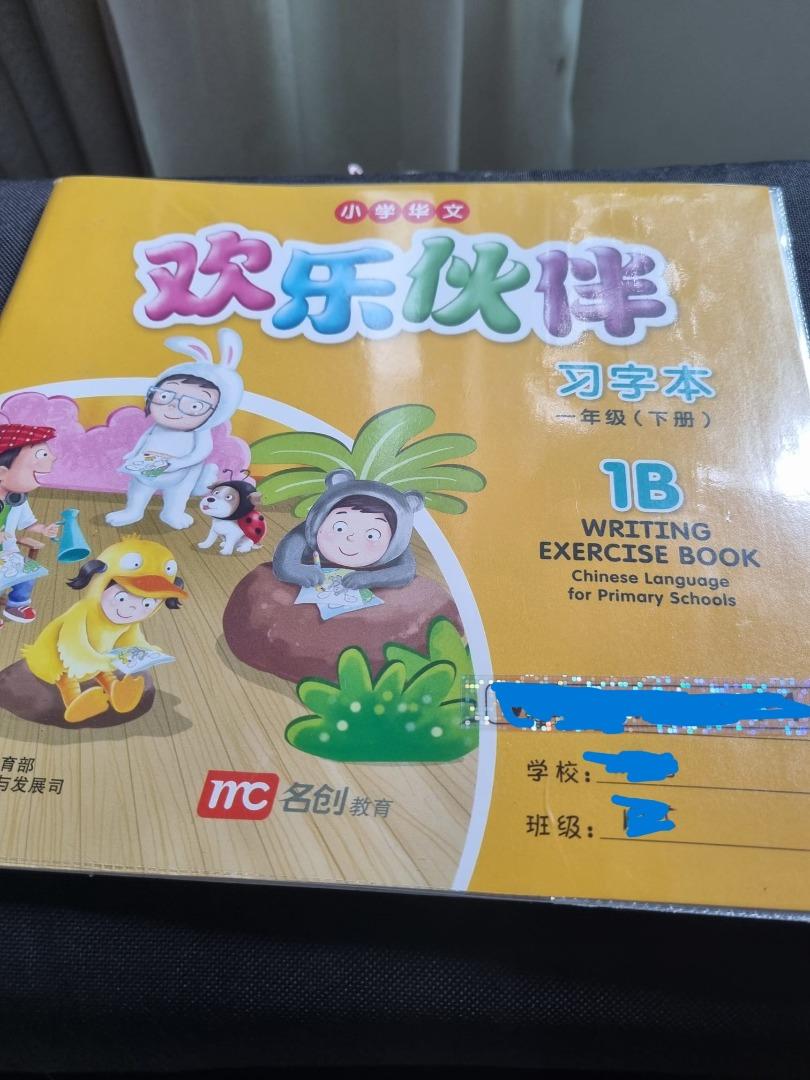 小学华文
欢乐伙伴
习字本
一年级（下册）
1B
WRITING
EXERCISE BOOK
Chinese Language
for Primary Schools
学校：
班级：
育部
与发展司
mc 名创教育